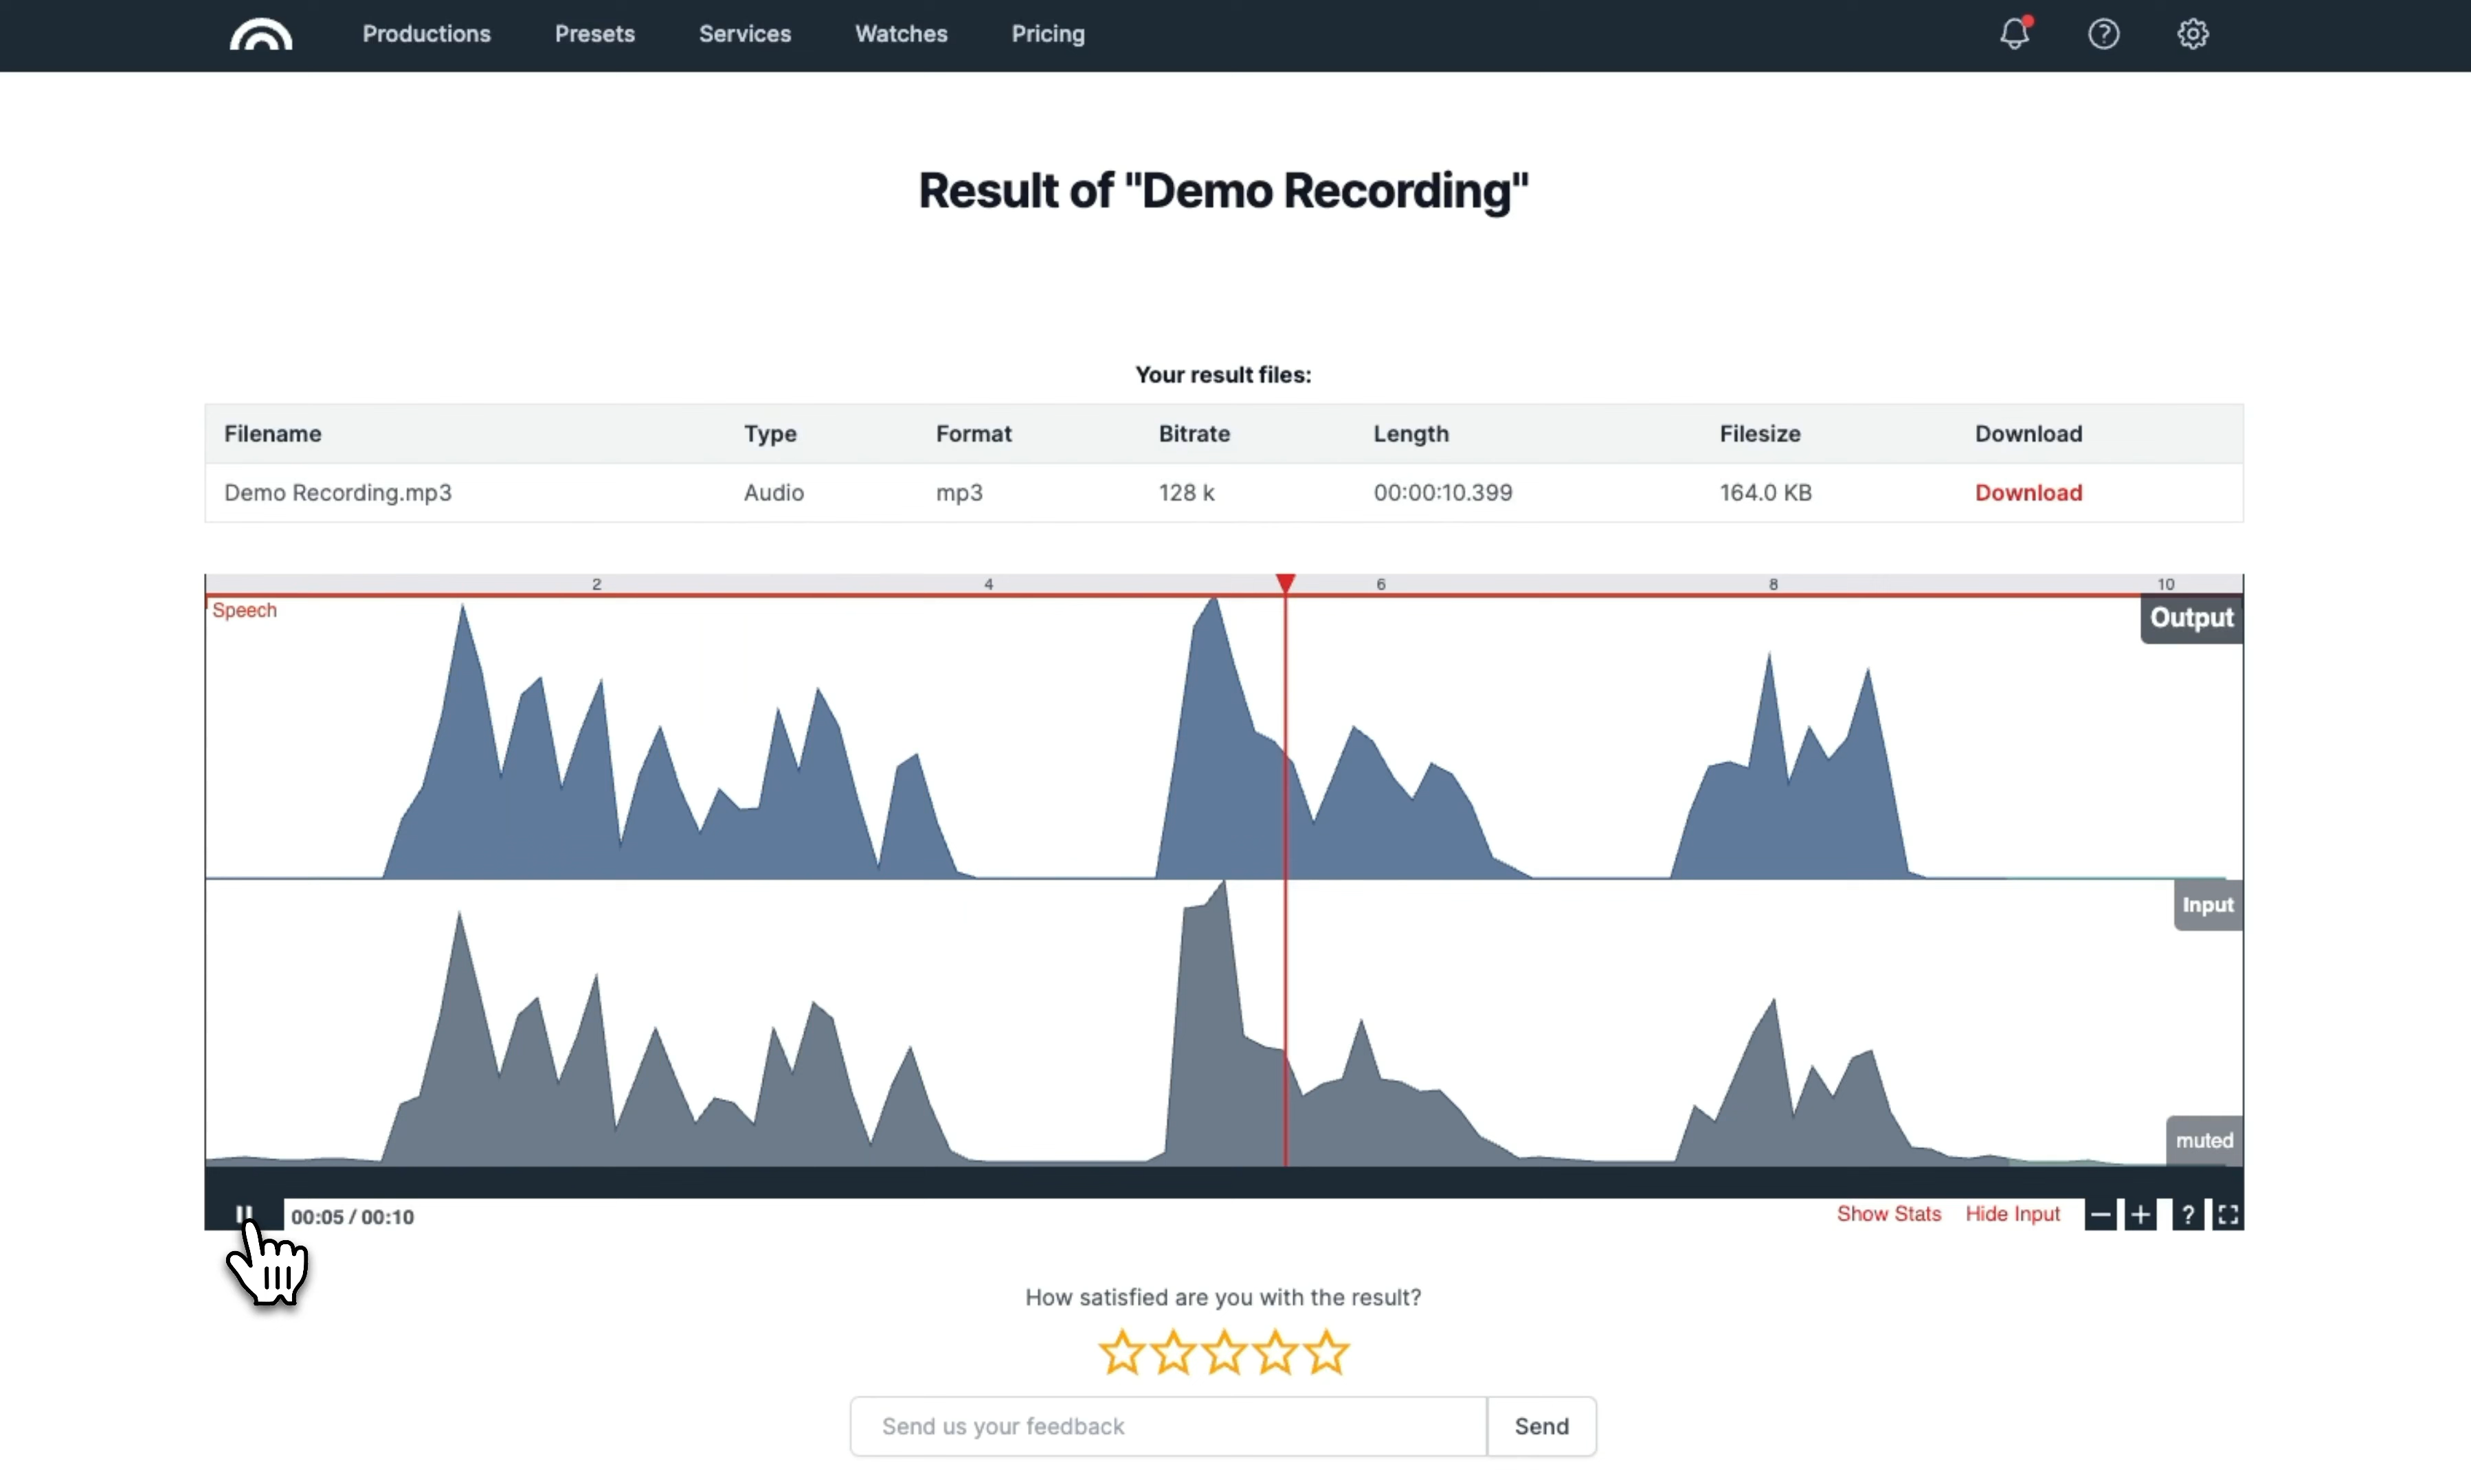 Productions Presets Services Watches Pricing
Result of "Demo Recording"
Your result files:
Filename Type Format Bitrate Length Filesize Download
Demo Recording.mp3 Audio mp3 128 k 00:00:10.399 164.0 KB Download
2 4 6 8 10
Speech
Output
Input
muted
00:05 / 00:10 Show Stats Hide Input − + ?
How satisfied are you with the result?
Send us your feedback Send